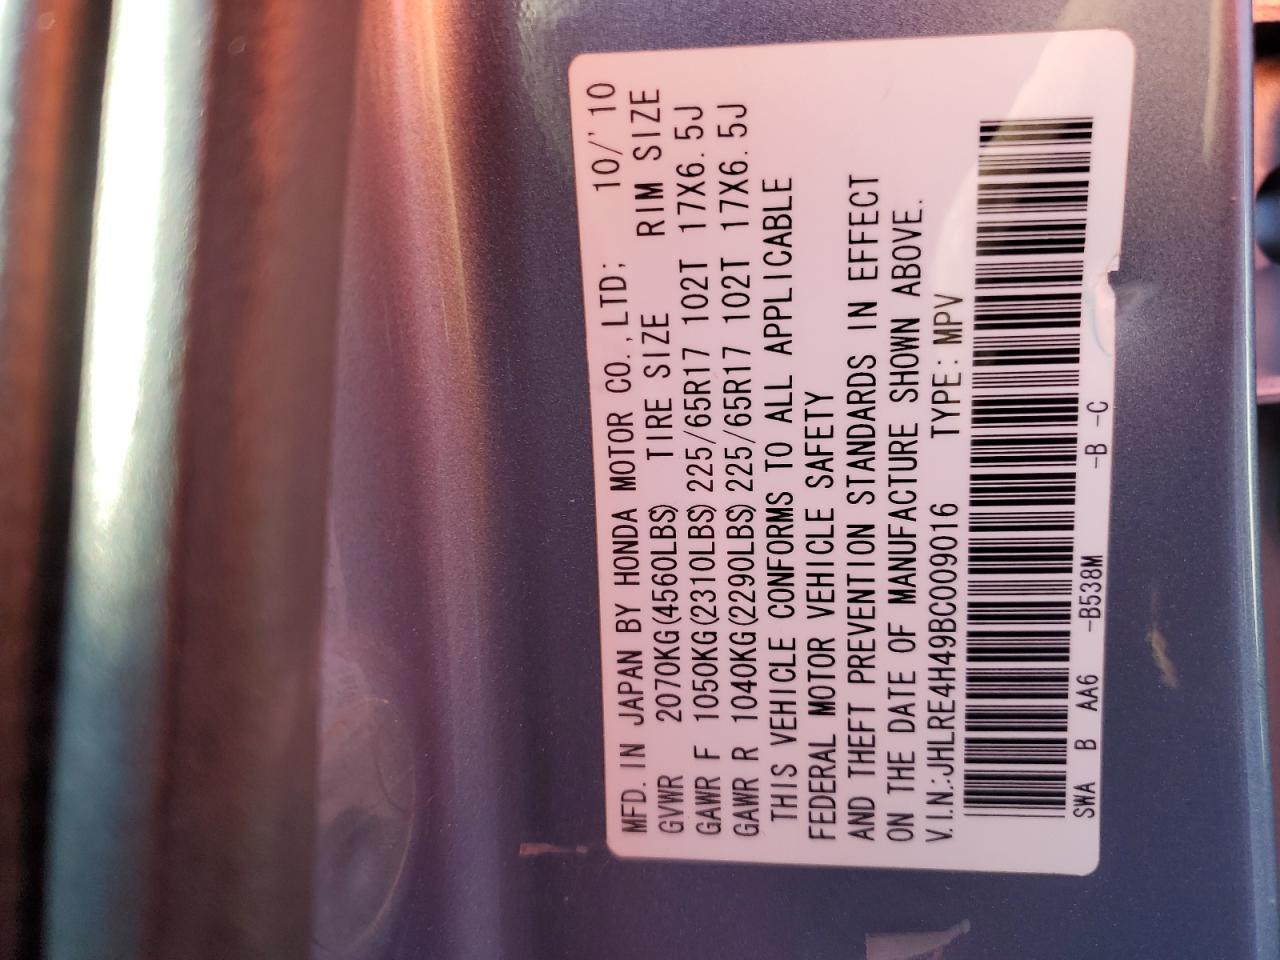 MFD. IN JAPAN BY HONDA MOTOR CO., LTD; 10/'10
GVWR 2070KG(4560LBS) TIRE SIZE RIM SIZE
GAWR F 1050KG(2310LBS) 225/65R17 102T 17X6.5J
GAWR R 1040KG(2290LBS) 225/65R17 102T 17X6.5J
THIS VEHICLE CONFORMS TO ALL APPLICABLE
FEDERAL MOTOR VEHICLE SAFETY
AND THEFT PREVENTION STANDARDS IN EFFECT
ON THE DATE OF MANUFACTURE SHOWN ABOVE.
V.I.N.:JHLRE4H49BC009016 TYPE: MPV
SWA B AA6 -B538M -B -C